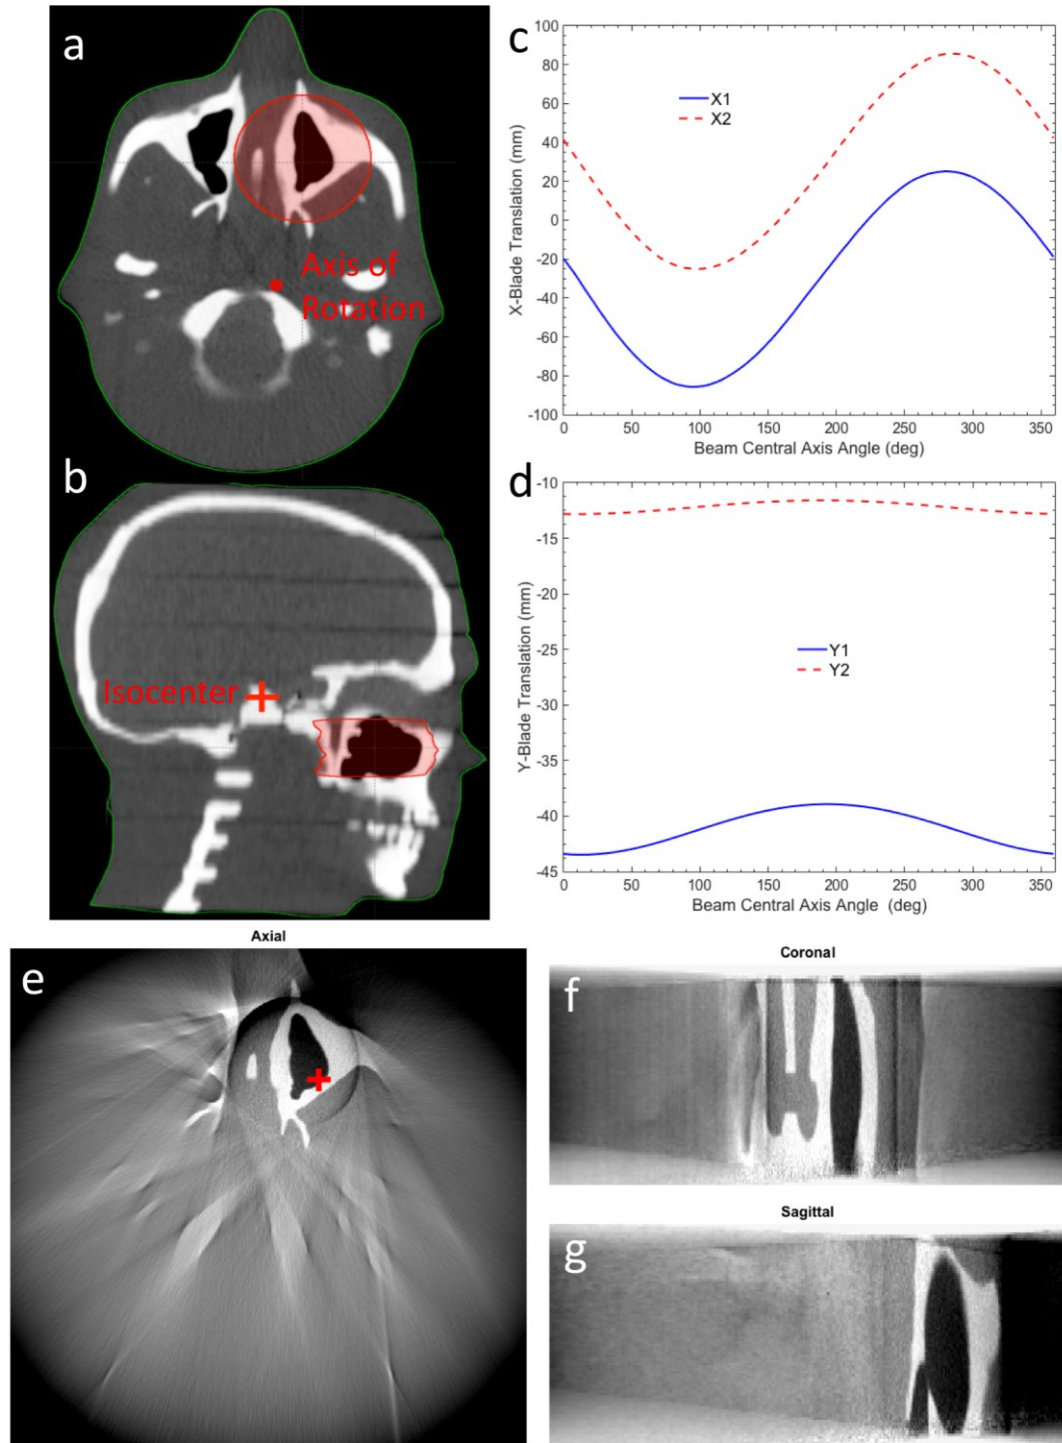 a
Axis of
Rotation
b
Isocenter
c
100
80
60
40
20
0
-20
-40
-60
-80
-100
X-Blade Translation (mm)
X1
X2
0
50
100
150
200
250
300
350
Beam Central Axis Angle (deg)
d
-10
-15
-20
-25
-30
-35
-40
-45
Y-Blade Translation (mm)
Y1
Y2
0
50
100
150
200
250
300
350
Beam Central Axis Angle (deg)
Axial
e
Coronal
f
Sagittal
g